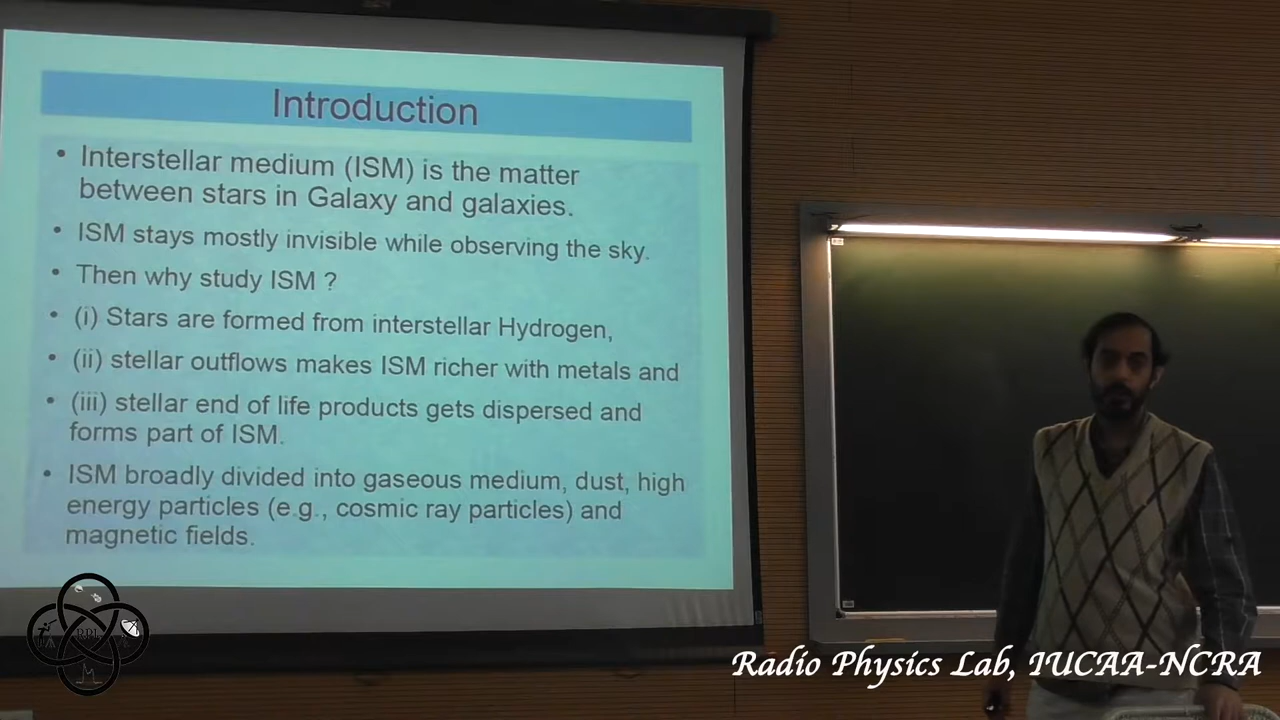 Introduction
• Interstellar medium (ISM) is the matter
between stars in Galaxy and galaxies.
• ISM stays mostly invisible while observing the sky.
• Then why study ISM ?
• (i) Stars are formed from interstellar Hydrogen,
• (ii) stellar outflows makes ISM richer with metals and
• (iii) stellar end of life products gets dispersed and
forms part of ISM.
• ISM broadly divided into gaseous medium, dust, high
energy particles (e.g., cosmic ray particles) and
magnetic fields.
RPL
Radio Physics Lab, IUCAA-NCRA